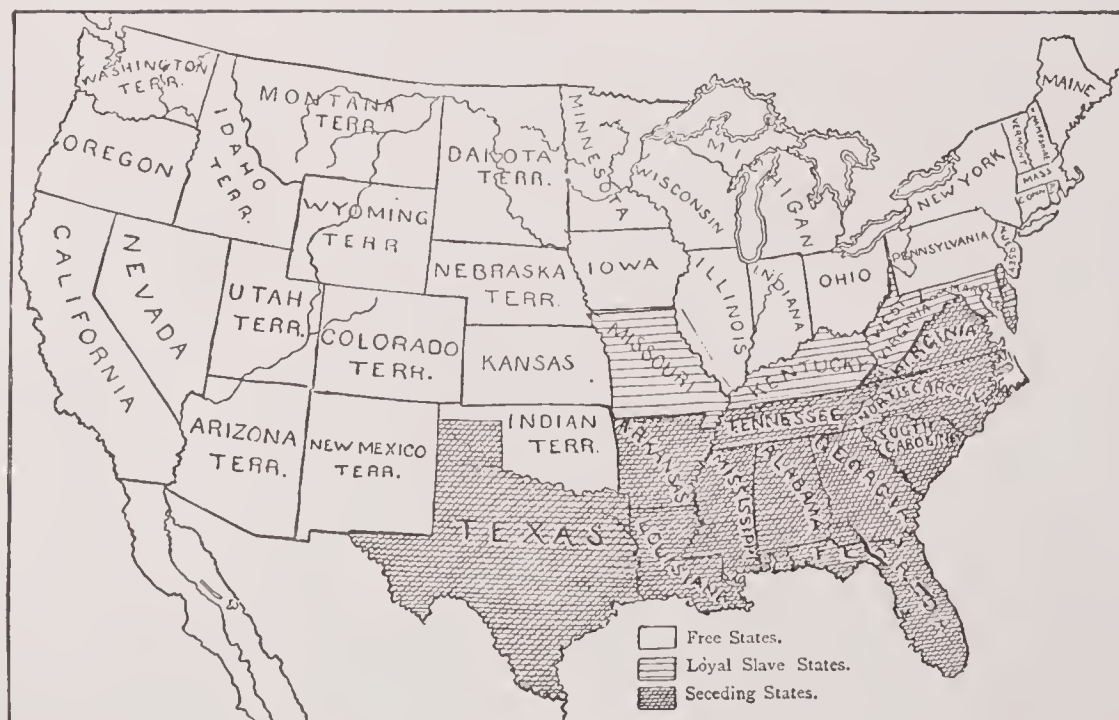 WASHINGTON
TERR.
MONTANA
TERR.
IDAHO
TERR.
OREGON
DAKOTA
TERR.
MINNESOTA
WISCONSIN
MICHIGAN
MAINE
VERMONT
HAMPSHIRE
MASS
CONN
NEW YORK
WYOMING
TERR
CALIFORNIA
NEVADA
UTAH
TERR.
NEBRASKA
TERR.
IOWA
ILLINOIS
INDIANA
OHIO
PENNSYLVANIA
N. JERSEY
COLORADO
TERR.
KANSAS
MISSOURI
KENTUCKY
VIRGINIA
VIRGINIA
ARIZONA
TERR.
NEW MEXICO
TERR.
INDIAN
TERR.
TENNESSEE
NORTH CAROLINA
SOUTH
CAROLINA
ARKANSAS
TEXAS
LOUISIANA
MISSISSIPPI
ALABAMA
GEORGIA
Free States.
Loyal Slave States.
Seceding States.